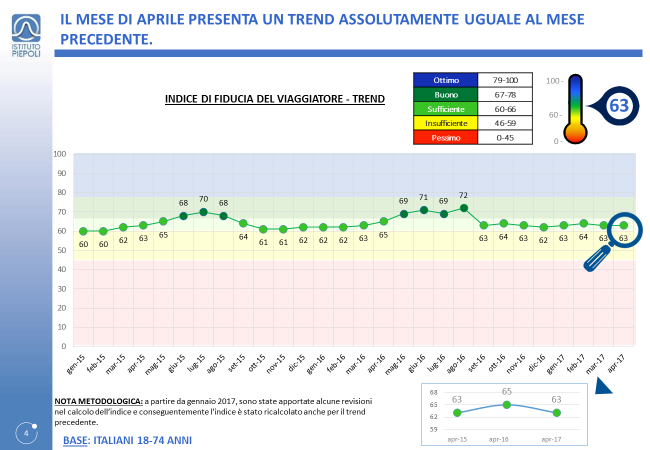 IL MESE DI APRILE PRESENTA UN TREND ASSOLUTAMENTE UGUALE AL MESE
PRECEDENTE.
ISTITUTO
PIEPOLI
INDICE DI FIDUCIA DEL VIAGGIATORE - TREND
Ottimo 79-100
Buono 67-78
Sufficiente 60-66
Insufficiente 46-59
Pessimo 0-45
100 -
60 -
0 -
63
100
90
80
70
60
50
40
30
20
10
0
60 60 62 63 65 68 70 68 64 61 61 62 62 62 63 65 69 71 69 72 63 64 63 62 63 64 63 63
gen-15 feb-15 mar-15 apr-15 mag-15 giu-15 lug-15 ago-15 set-15 ott-15 nov-15 dic-15 gen-16 feb-16 mar-16 apr-16 mag-16 giu-16 lug-16 ago-16 set-16 ott-16 nov-16 dic-16 gen-17 feb-17 mar-17 apr-17
NOTA METODOLOGICA: a partire da gennaio 2017, sono state apportate alcune revisioni
nel calcolo dell'indice e conseguentemente l'indice è stato ricalcolato anche per il trend
precedente.
BASE: ITALIANI 18-74 ANNI
4
68
65
62
59
63 65 63
apr-15 apr-16 apr-17